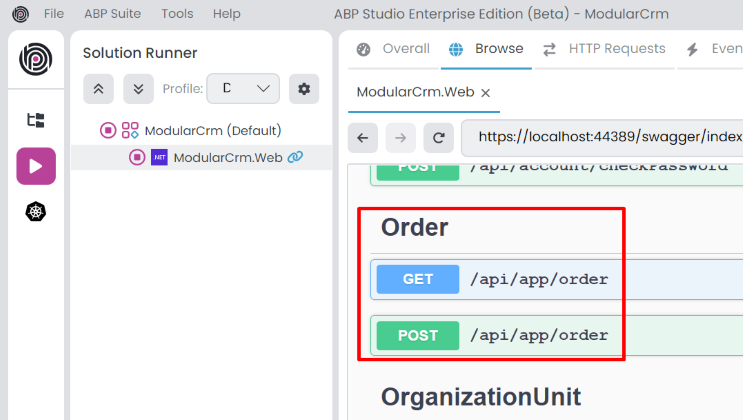 File ABP Suite Tools Help ABP Studio Enterprise Edition (Beta) - ModularCrm
Solution Runner
Profile: D
ModularCrm (Default)
.NET ModularCrm.Web
Overall Browse HTTP Requests Even
ModularCrm.Web
https://localhost:44389/swagger/index
POST /api/account/checkPassword
Order
GET /api/app/order
POST /api/app/order
OrganizationUnit